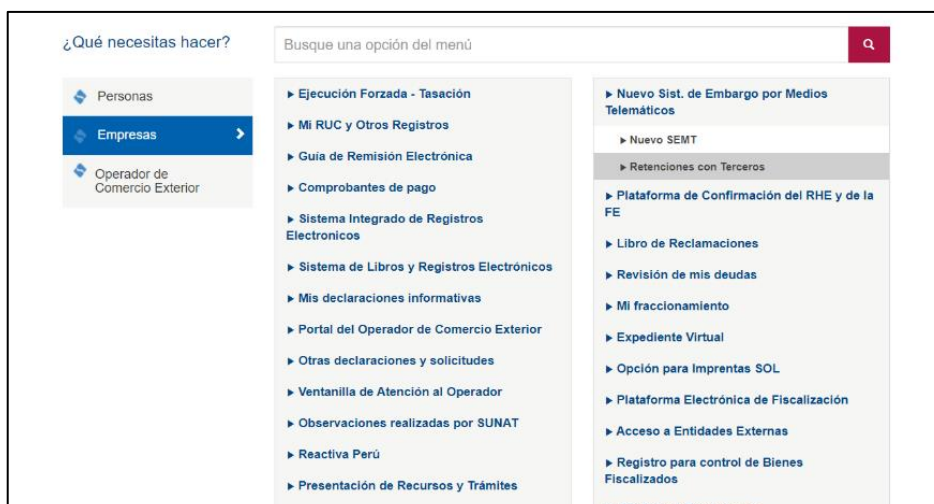 ¿Qué necesitas hacer?
Busque una opción del menú
Personas
Empresas
Operador de
Comercio Exterior
Ejecución Forzada - Tasación
Mi RUC y Otros Registros
Guía de Remisión Electrónica
Comprobantes de pago
Sistema Integrado de Registros
Electronicos
Sistema de Libros y Registros Electrónicos
Mis declaraciones informativas
Portal del Operador de Comercio Exterior
Otras declaraciones y solicitudes
Ventanilla de Atención al Operador
Observaciones realizadas por SUNAT
Reactiva Perú
Presentación de Recursos y Trámites
Nuevo Sist. de Embargo por Medios
Telemáticos
Nuevo SEMT
Retenciones con Terceros
Plataforma de Confirmación del RHE y de la
FE
Libro de Reclamaciones
Revisión de mis deudas
Mi fraccionamiento
Expediente Virtual
Opción para Imprentas SOL
Plataforma Electrónica de Fiscalización
Acceso a Entidades Externas
Registro para control de Bienes
Fiscalizados